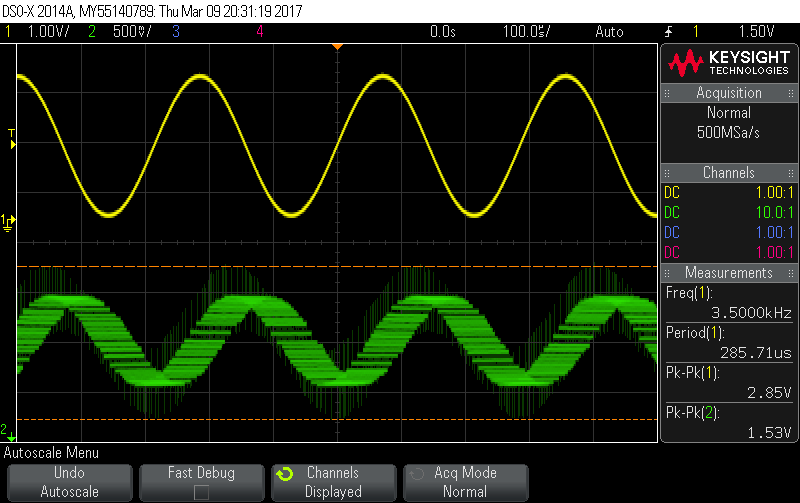 DSO-X 2014A, MY55140789: Thu Mar 09 20:31:19 2017
1 1.00V/ 2 500mV/ 3 4 0.0s 100.0us/ Auto 1 1.50V
KEYSIGHT
TECHNOLOGIES
Acquisition
Normal
500MSa/s
Channels
DC 1.00:1
DC 10.0:1
DC 1.00:1
DC 1.00:1
Measurements
Freq(1):
3.5000kHz
Period(1):
285.71us
Pk-Pk(1):
2.85V
Pk-Pk(2):
1.53V
T
1
2
Autoscale Menu
Undo
Autoscale
Fast Debug
Channels
Displayed
Acq Mode
Normal